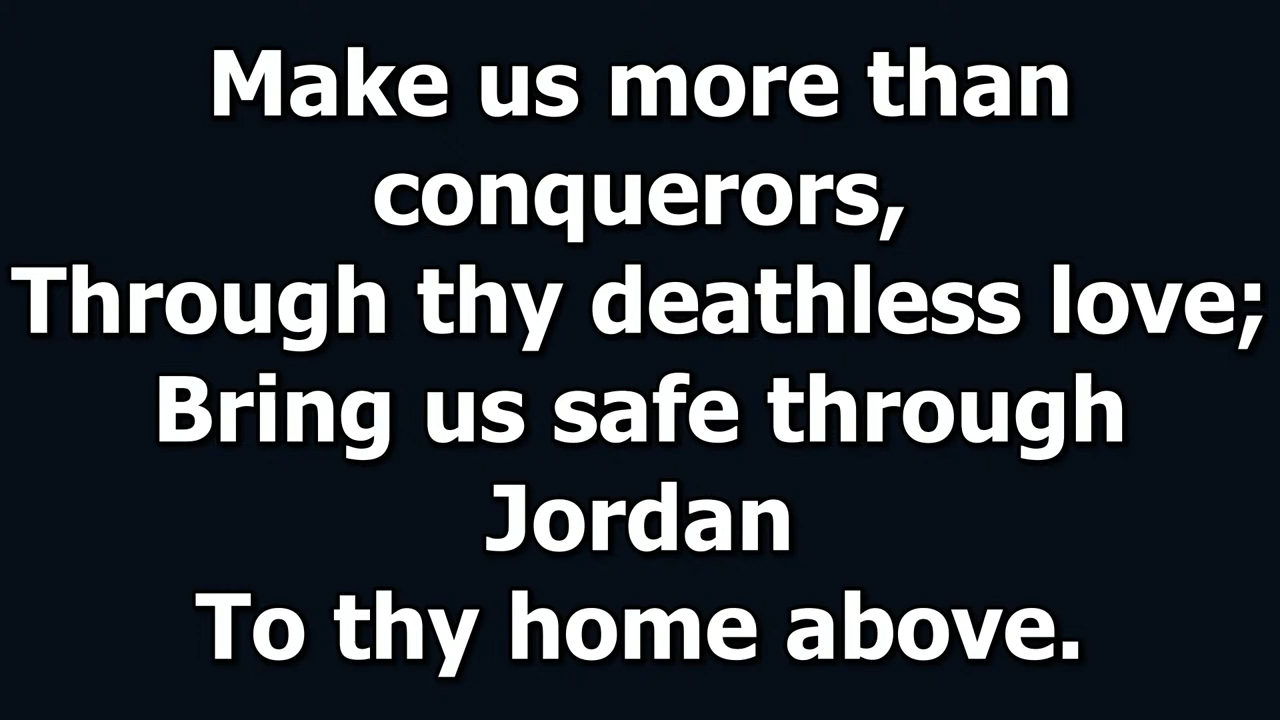 Make us more than
conquerors,
Through thy deathless love;
Bring us safe through
Jordan
To thy home above.